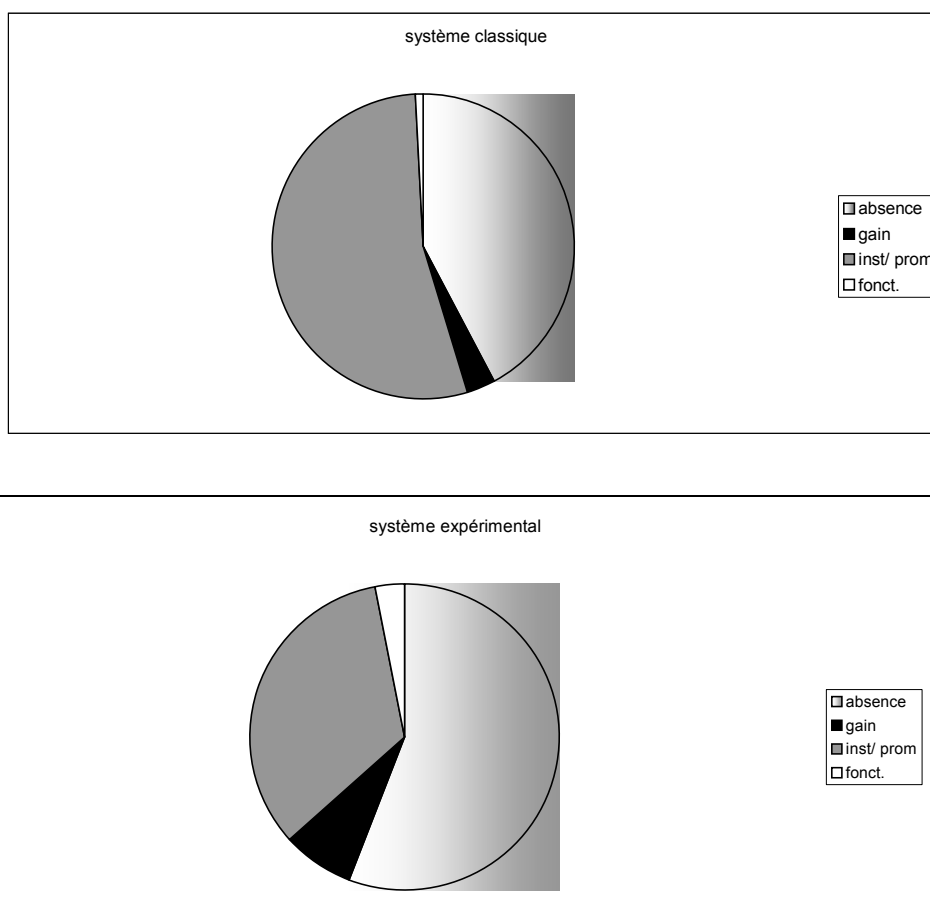 système classique
absence
gain
inst/ prom
fonct.
système expérimental
absence
gain
inst/ prom
fonct.